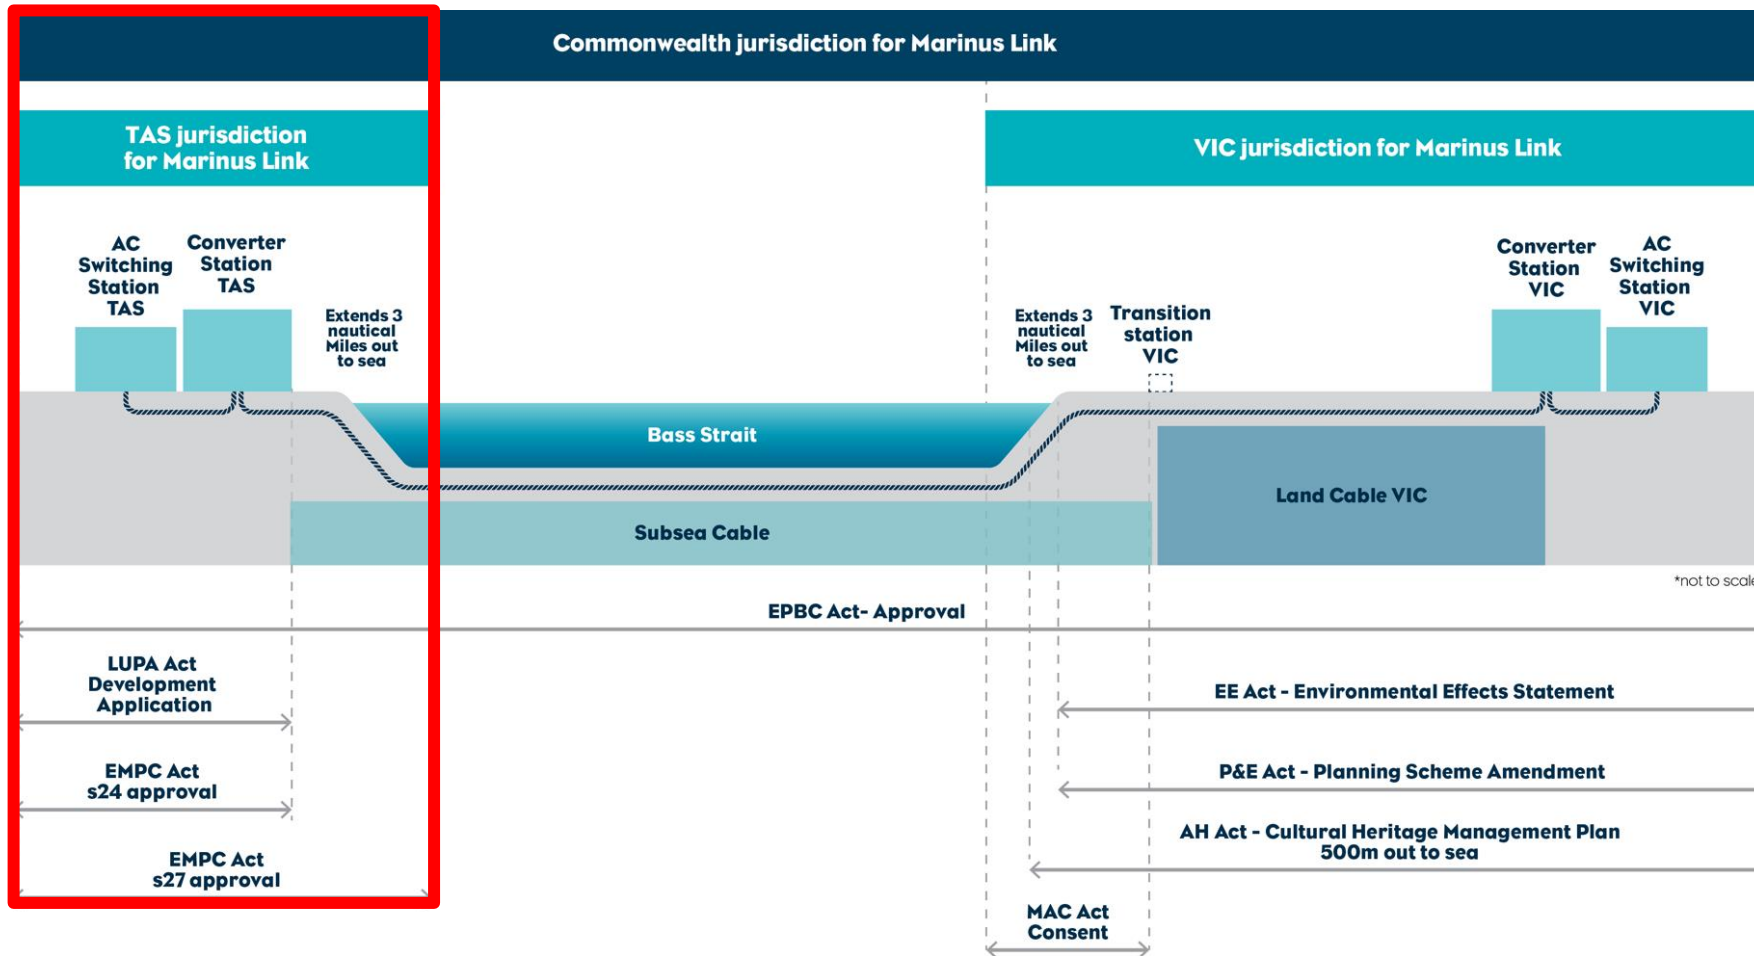 Commonwealth jurisdiction for Marinus Link
TAS jurisdiction
for Marinus Link
VIC jurisdiction for Marinus Link
AC
Switching
Station
TAS
Converter
Station
TAS
Extends 3
nautical
Miles out
to sea
Extends 3
nautical
Miles out
to sea
Transition
station
VIC
Converter
Station
VIC
AC
Switching
Station
VIC
Bass Strait
Land Cable VIC
Subsea Cable
*not to scale
EPBC Act- Approval
LUPA Act
Development
Application
EE Act - Environmental Effects Statement
EMPC Act
s24 approval
P&E Act - Planning Scheme Amendment
EMPC Act
s27 approval
AH Act - Cultural Heritage Management Plan
500m out to sea
MAC Act
Consent